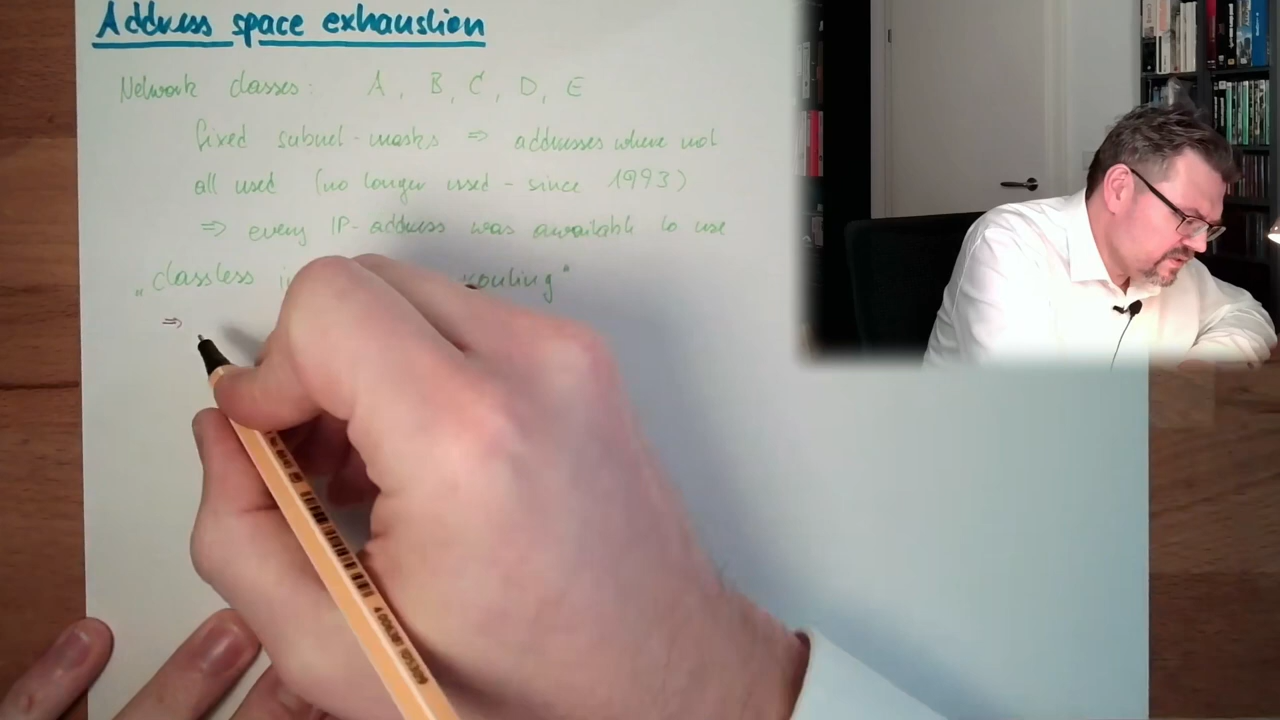 Address space exhaustion
Network classes: A, B, C, D, E
fixed subnet-masks ⇒ addresses where not
all used (no longer used - since 1993)
⇒ every IP-address was available to use
„classless routing"
⇒